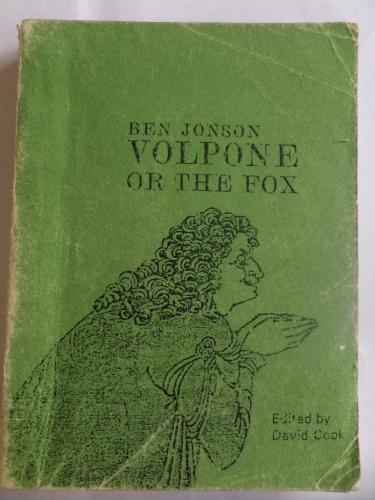 BEN JONSON
VOLPONE
OR THE FOX
Edited by
David Cook